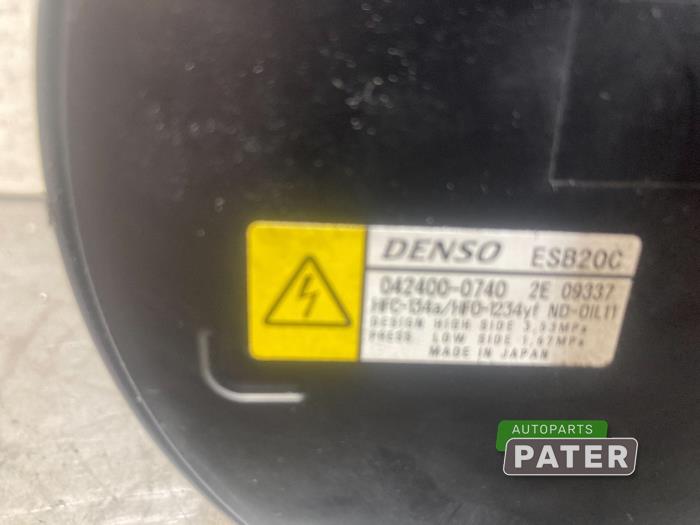 DENSO ESB20C
042400-0740 2E 09337
HFC-134a/HFO-1234yf ND-OIL11
DESIGN HIGH SIDE 3,53MPa
PRESS. LOW SIDE 1,67MPa
MADE IN JAPAN
AUTOPARTS
PATER